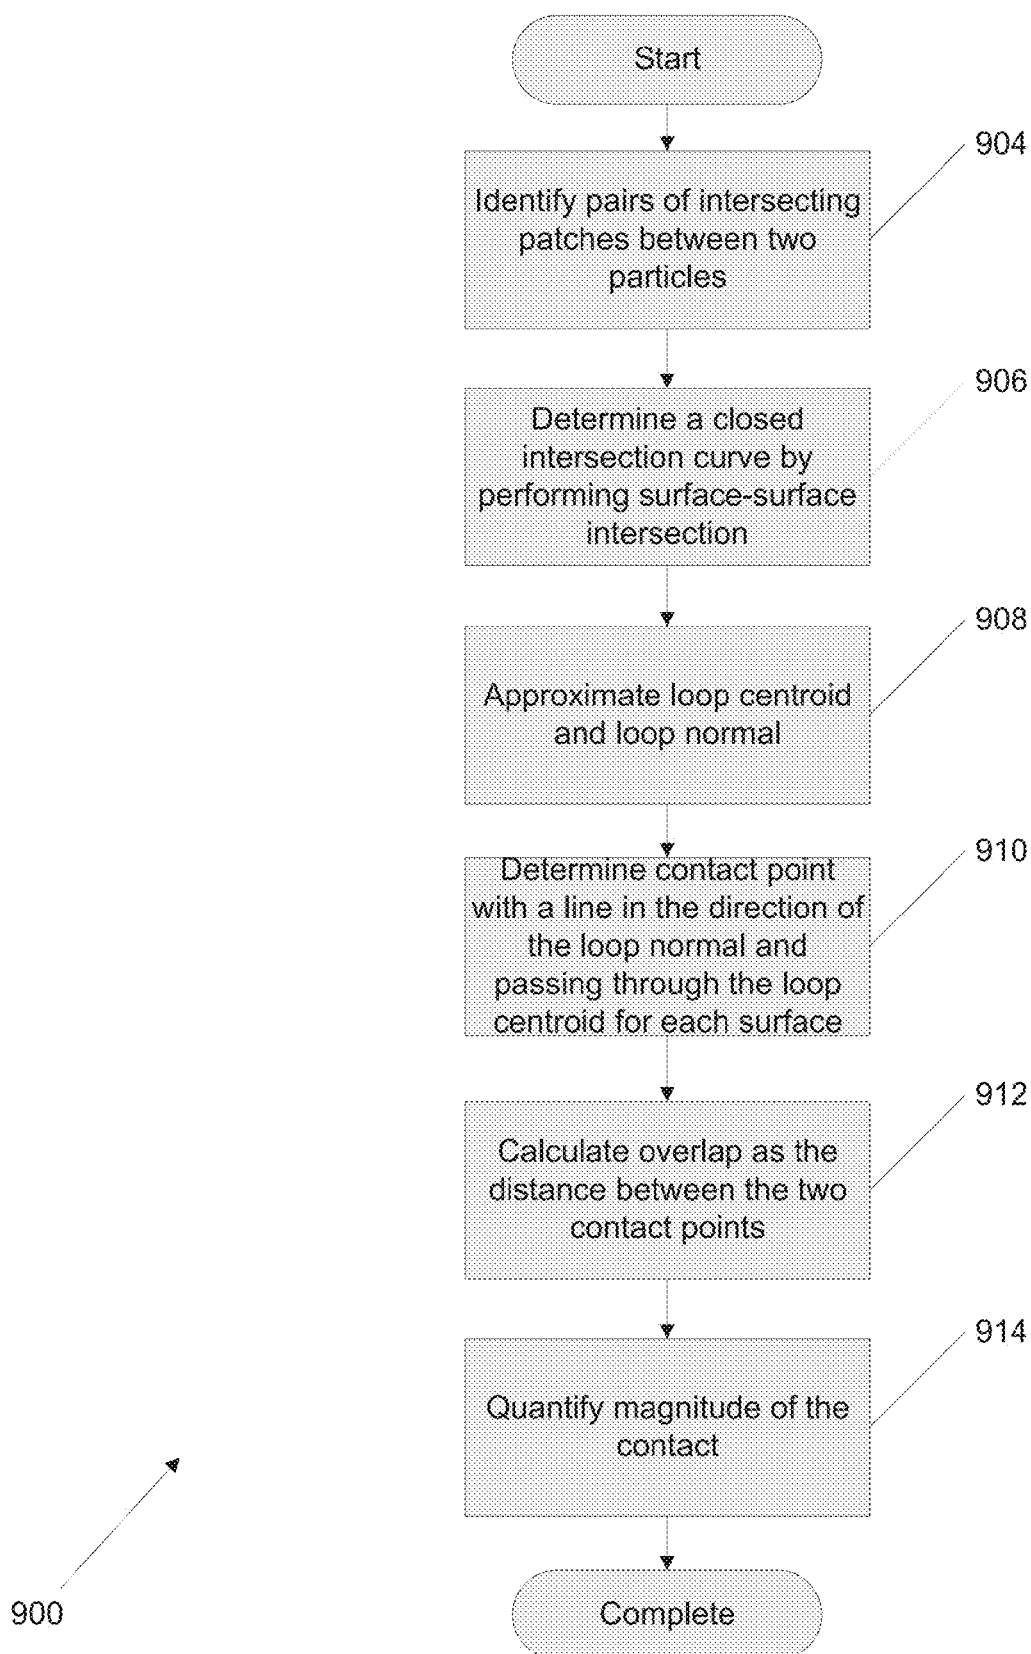 Start
904
Identify pairs of intersecting
patches between two
particles
906
Determine a closed
intersection curve by
performing surface-surface
intersection
908
Approximate loop centroid
and loop normal
910
Determine contact point
with a line in the direction of
the loop normal and
passing through the loop
centroid for each surface
912
Calculate overlap as the
distance between the two
contact points
914
Quantify magnitude of the
contact
900
Complete